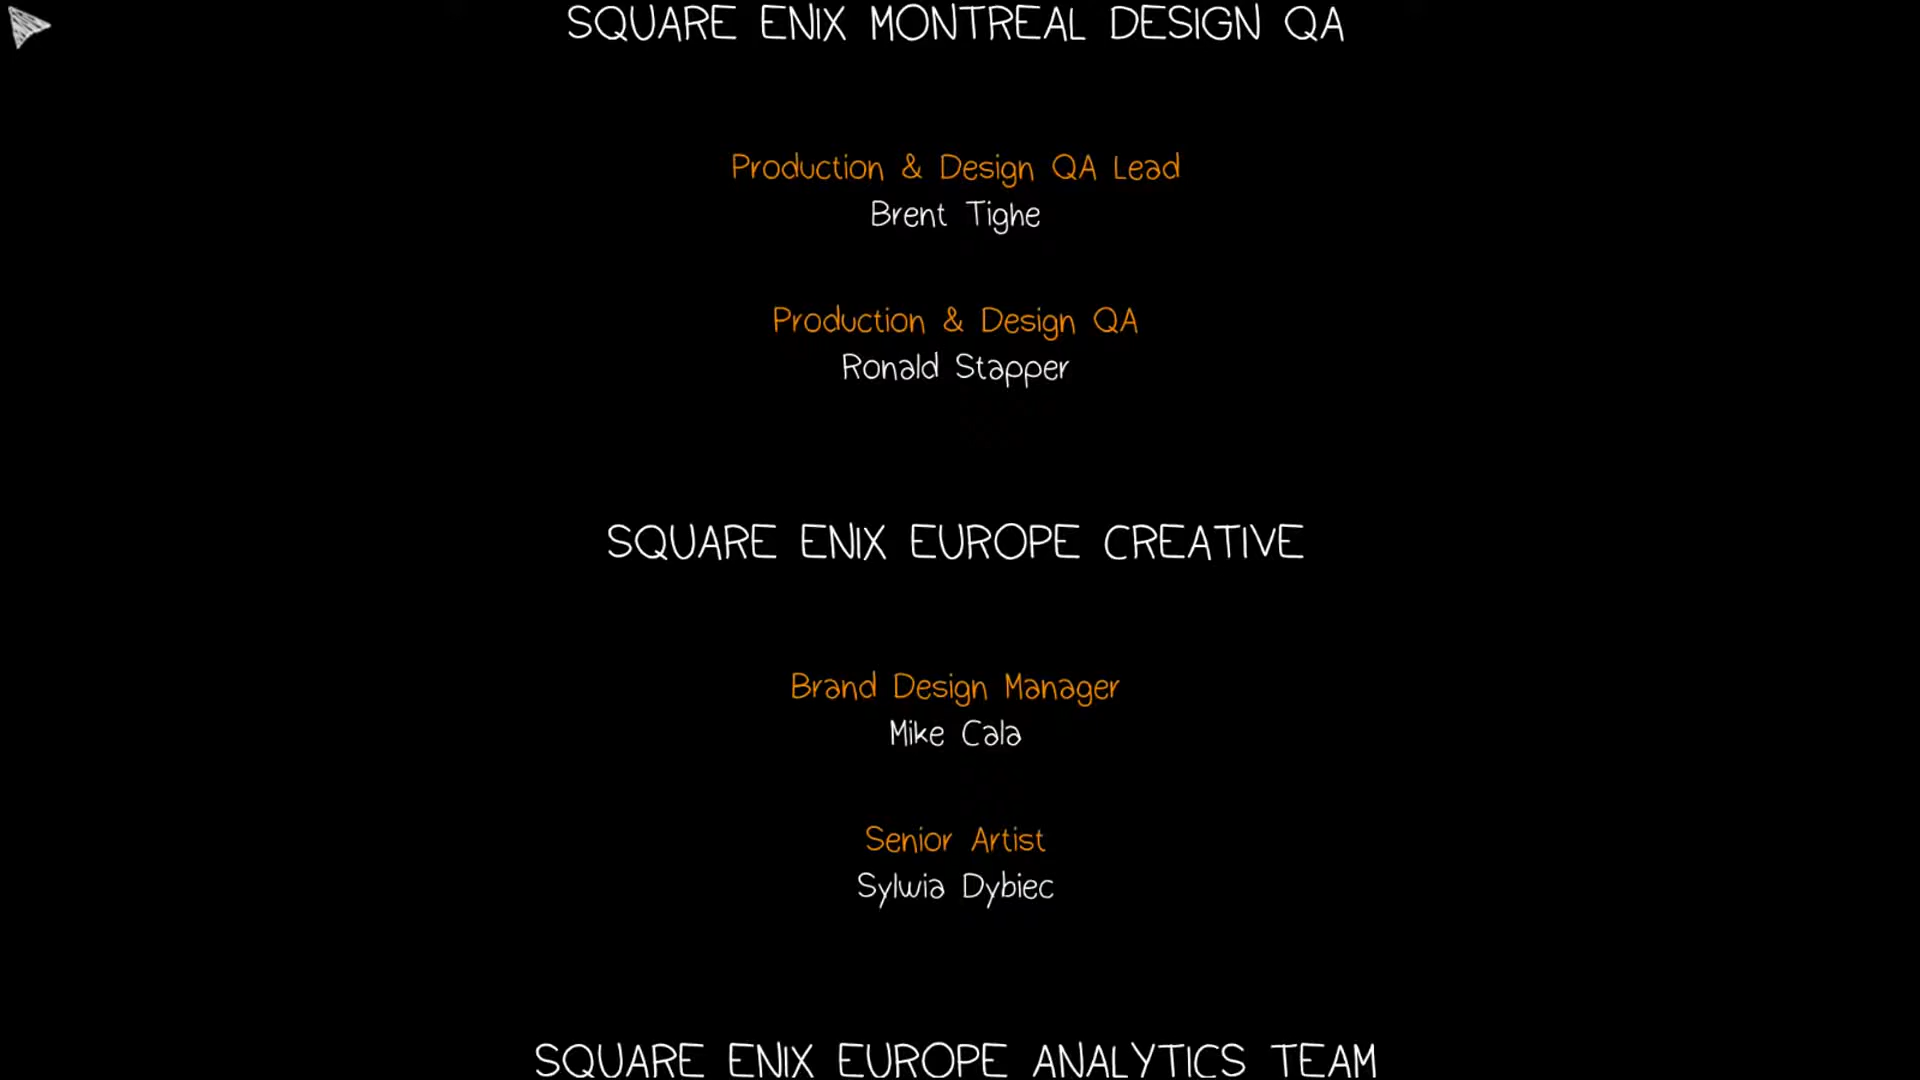 SQUARE ENIX MONTREAL DESIGN QA
Production & Design QA Lead
Brent Tighe
Production & Design QA
Ronald Stapper
SQUARE ENIX EUROPE CREATIVE
Brand Design Manager
Mike Cala
Senior Artist
Sylwia Dybiec
SQUARE ENIX EUROPE ANALYTICS TEAM